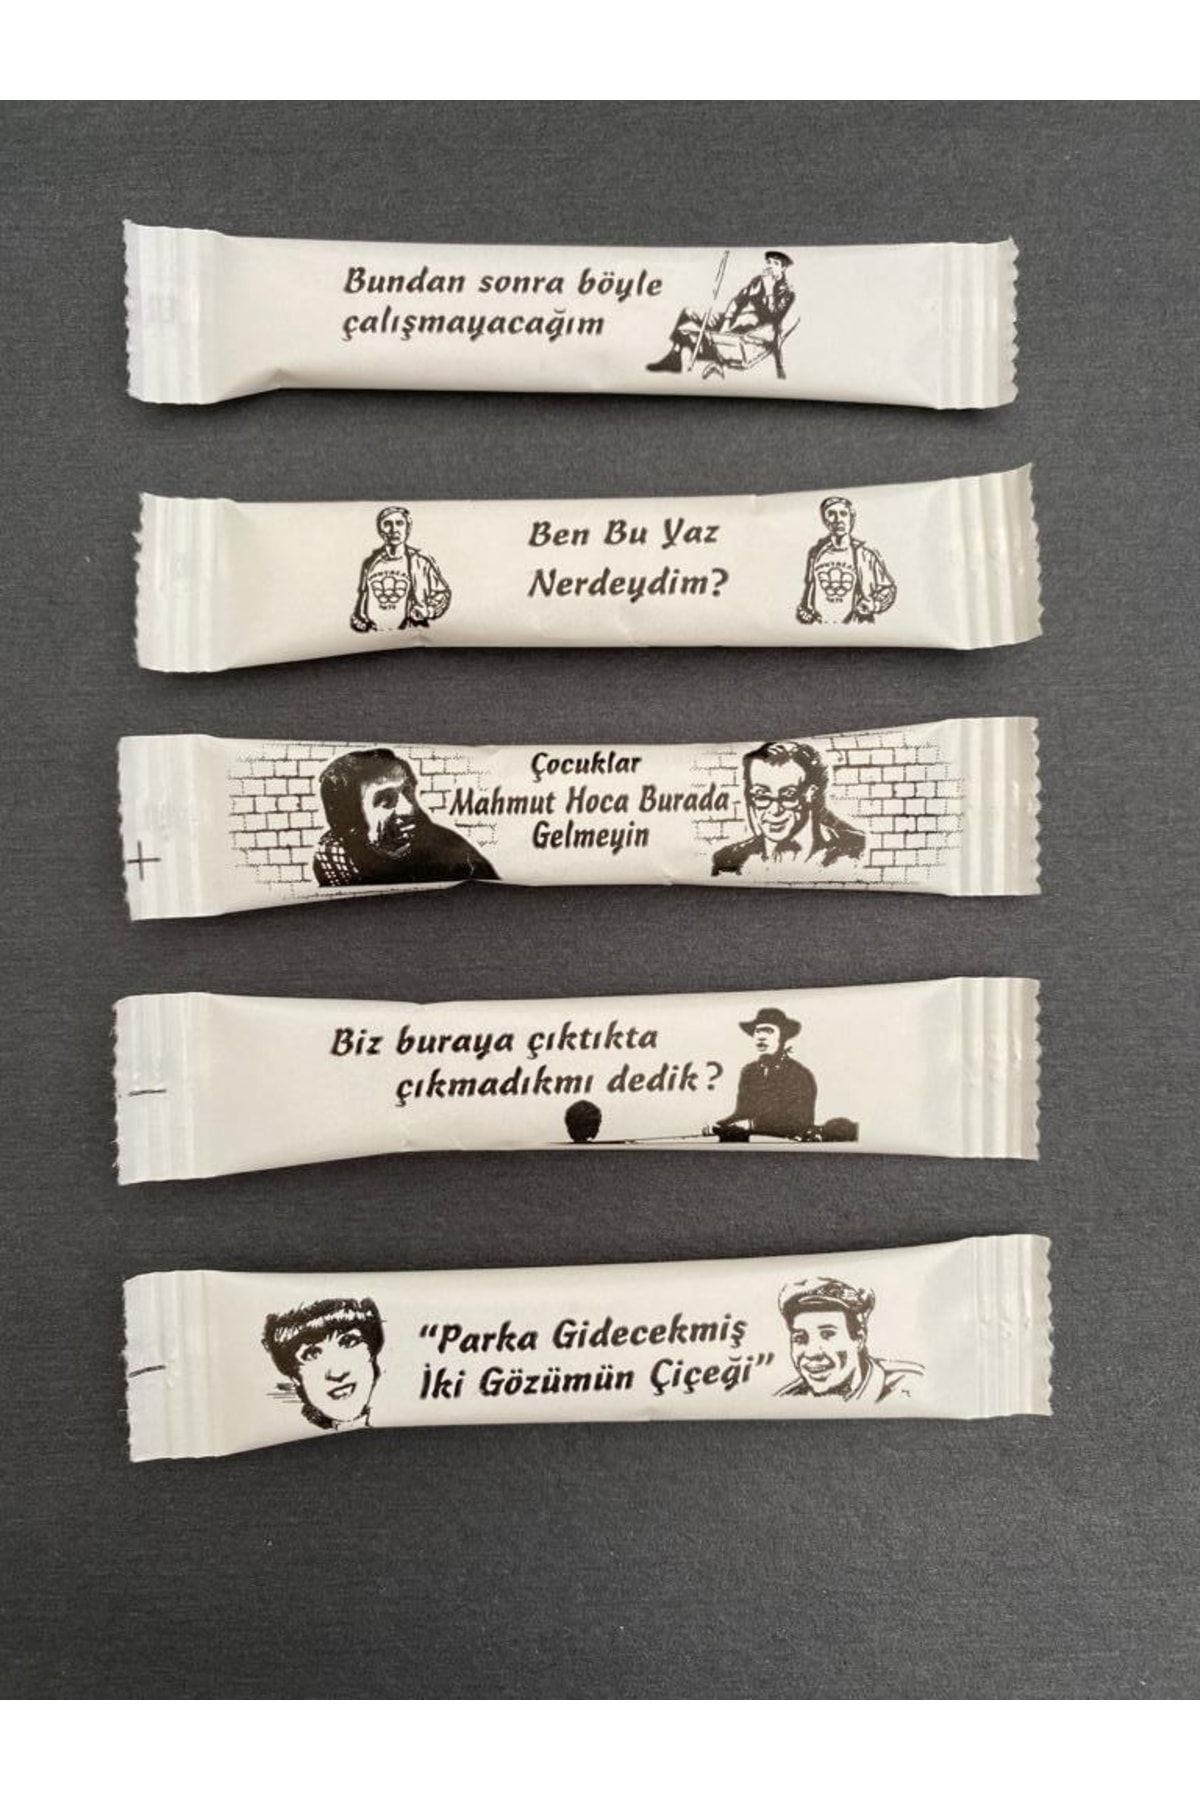 Bundan sonra böyle
çalışmayacağım
Ben Bu Yaz
Nerdeydim?
Çocuklar
Mahmut Hoca Burada
Gelmeyin
Biz buraya çıktıkta
çıkmadıkmı dedik?
“Parka Gidecekmiş
İki Gözümün Çiçeği”